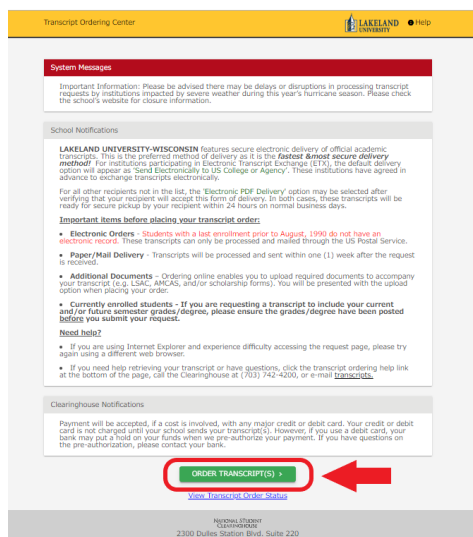 Transcript Ordering Center
LAKELAND
UNIVERSITY
Help
System Messages
Important Information: Please be advised there may be delays or disruptions in processing transcript
requests by institutions impacted by severe weather during this year's hurricane season. Please check
the school's website for closure information.
School Notifications
LAKELAND UNIVERSITY-WISCONSIN features secure electronic delivery of official academic
transcripts. This is the preferred method of delivery as it is the fastest &most secure delivery
method! For institutions participating in Electronic Transcript Exchange (ETX), the default delivery
option will appear as 'Send Electronically to US College or Agency'. These institutions have agreed in
advance to exchange transcripts electronically.
For all other recipients not in the list, the 'Electronic PDF Delivery' option may be selected after
verifying that your recipient will accept this form of delivery. In both cases, these transcripts will be
ready for secure pickup by your recipient within 24 hours on normal business days.
Important items before placing your transcript order:
• Electronic Orders - Students with a last enrollment prior to August, 1990 do not have an
electronic record. These transcripts can only be processed and mailed through the US Postal Service.
• Paper/Mail Delivery - Transcripts will be processed and sent within one (1) week after the request
is received.
• Additional Documents – Ordering online enables you to upload required documents to accompany
your transcript (e.g. LSAC, AMCAS, and/or scholarship forms). You will be presented with the upload
option when placing your order.
• Currently enrolled students - If you are requesting a transcript to include your current
and/or future semester grades/degree, please ensure the grades/degree have been posted
before you submit your request.
Need help?
• If you are using Internet Explorer and experience difficulty accessing the request page, please try
again using a different web browser.
• If you need help retrieving your transcript or have questions, click the transcript ordering help link
at the bottom of the page, call the Clearinghouse at (703) 742-4200, or e-mail transcripts.
Clearinghouse Notifications
Payment will be accepted, if a cost is involved, with any major credit or debit card. Your credit or debit
card is not charged until your school sends your transcript(s). However, if you use a debit card, your
bank may put a hold on your funds when we pre-authorize your payment. If you have questions on
the pre-authorization, please contact your bank.
ORDER TRANSCRIPT(S) ›
View Transcript Order Status
NATIONAL STUDENT
CLEARINGHOUSE
2300 Dulles Station Blvd. Suite 220